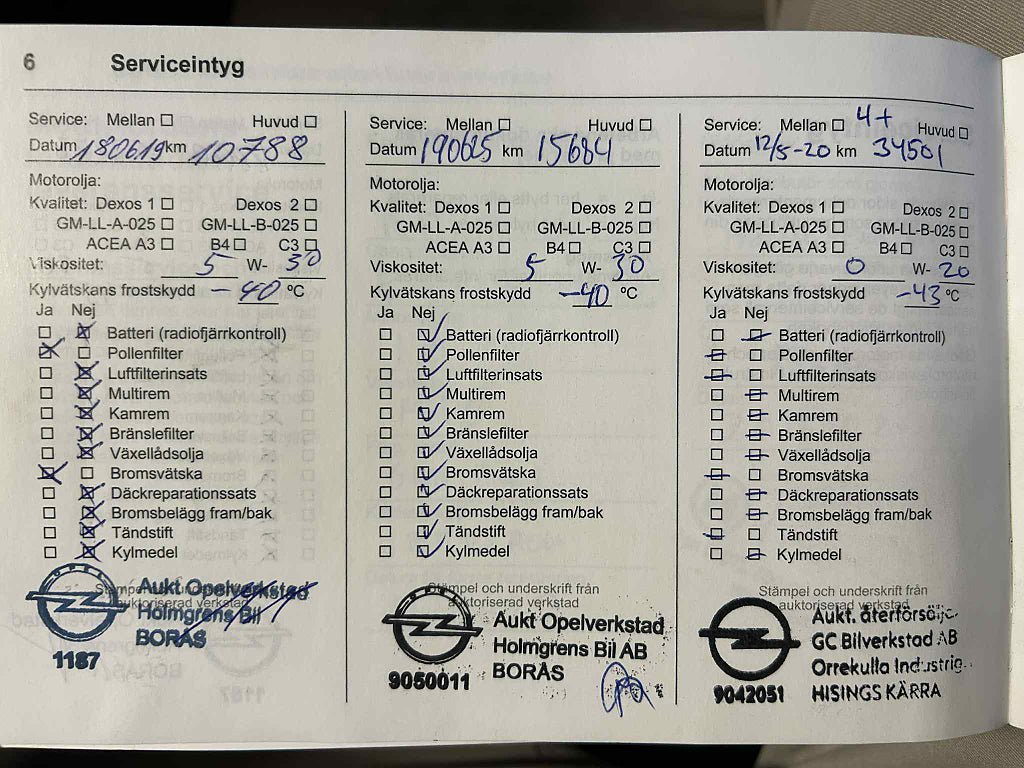 6 Serviceintyg
Service: Mellan Huvud
Datum 180619 km 10788
Motorolja:
Kvalitet: Dexos 1 Dexos 2
GM-LL-A-025 GM-LL-B-025
ACEA A3 B4 C3
Viskositet: 5 W- 30
Kylvätskans frostskydd -40 °C
Ja Nej
Batteri (radiofjärrkontroll)
Pollenfilter
Luftfilterinsats
Multirem
Kamrem
Bränslefilter
Växellådsolja
Bromsvätska
Däckreparationssats
Bromsbelägg fram/bak
Tändstift
Kylmedel
Stämpel och underskrift från
auktoriserad verkstad
Aukt Opelverkstad
Holmgrens Bil
BORÅS
1187
Service: Mellan Huvud
Datum 190625 km 15684
Motorolja:
Kvalitet: Dexos 1 Dexos 2
GM-LL-A-025 GM-LL-B-025
ACEA A3 B4 C3
Viskositet: 5 W- 30
Kylvätskans frostskydd -40 °C
Ja Nej
Batteri (radiofjärrkontroll)
Pollenfilter
Luftfilterinsats
Multirem
Kamrem
Bränslefilter
Växellådsolja
Bromsvätska
Däckreparationssats
Bromsbelägg fram/bak
Tändstift
Kylmedel
Stämpel och underskrift från
auktoriserad verkstad
Aukt Opelverkstad
Holmgrens Bil AB
BORÅS
9050011
4+
Service: Mellan Huvud
Datum 12/5-20 km 34501
Motorolja:
Kvalitet: Dexos 1 Dexos 2
GM-LL-A-025 GM-LL-B-025
ACEA A3 B4 C3
Viskositet: 0 W- 20
Kylvätskans frostskydd -43 °C
Ja Nej
Batteri (radiofjärrkontroll)
Pollenfilter
Luftfilterinsats
Multirem
Kamrem
Bränslefilter
Växellådsolja
Bromsvätska
Däckreparationssats
Bromsbelägg fram/bak
Tändstift
Kylmedel
Stämpel och underskrift från
auktoriserad verkstad
Aukt. återförsälj
GC Bilverkstad AB
Orrekulla Industrig
9042051 HISINGS KÄRRA